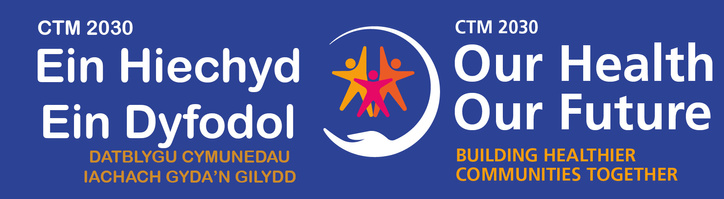 CTM 2030
Ein Hiechyd
Ein Dyfodol
DATBLYGU CYMUNEDAU
IACHACH GYDA'N GILYDD
CTM 2030
Our Health
Our Future
BUILDING HEALTHIER
COMMUNITIES TOGETHER